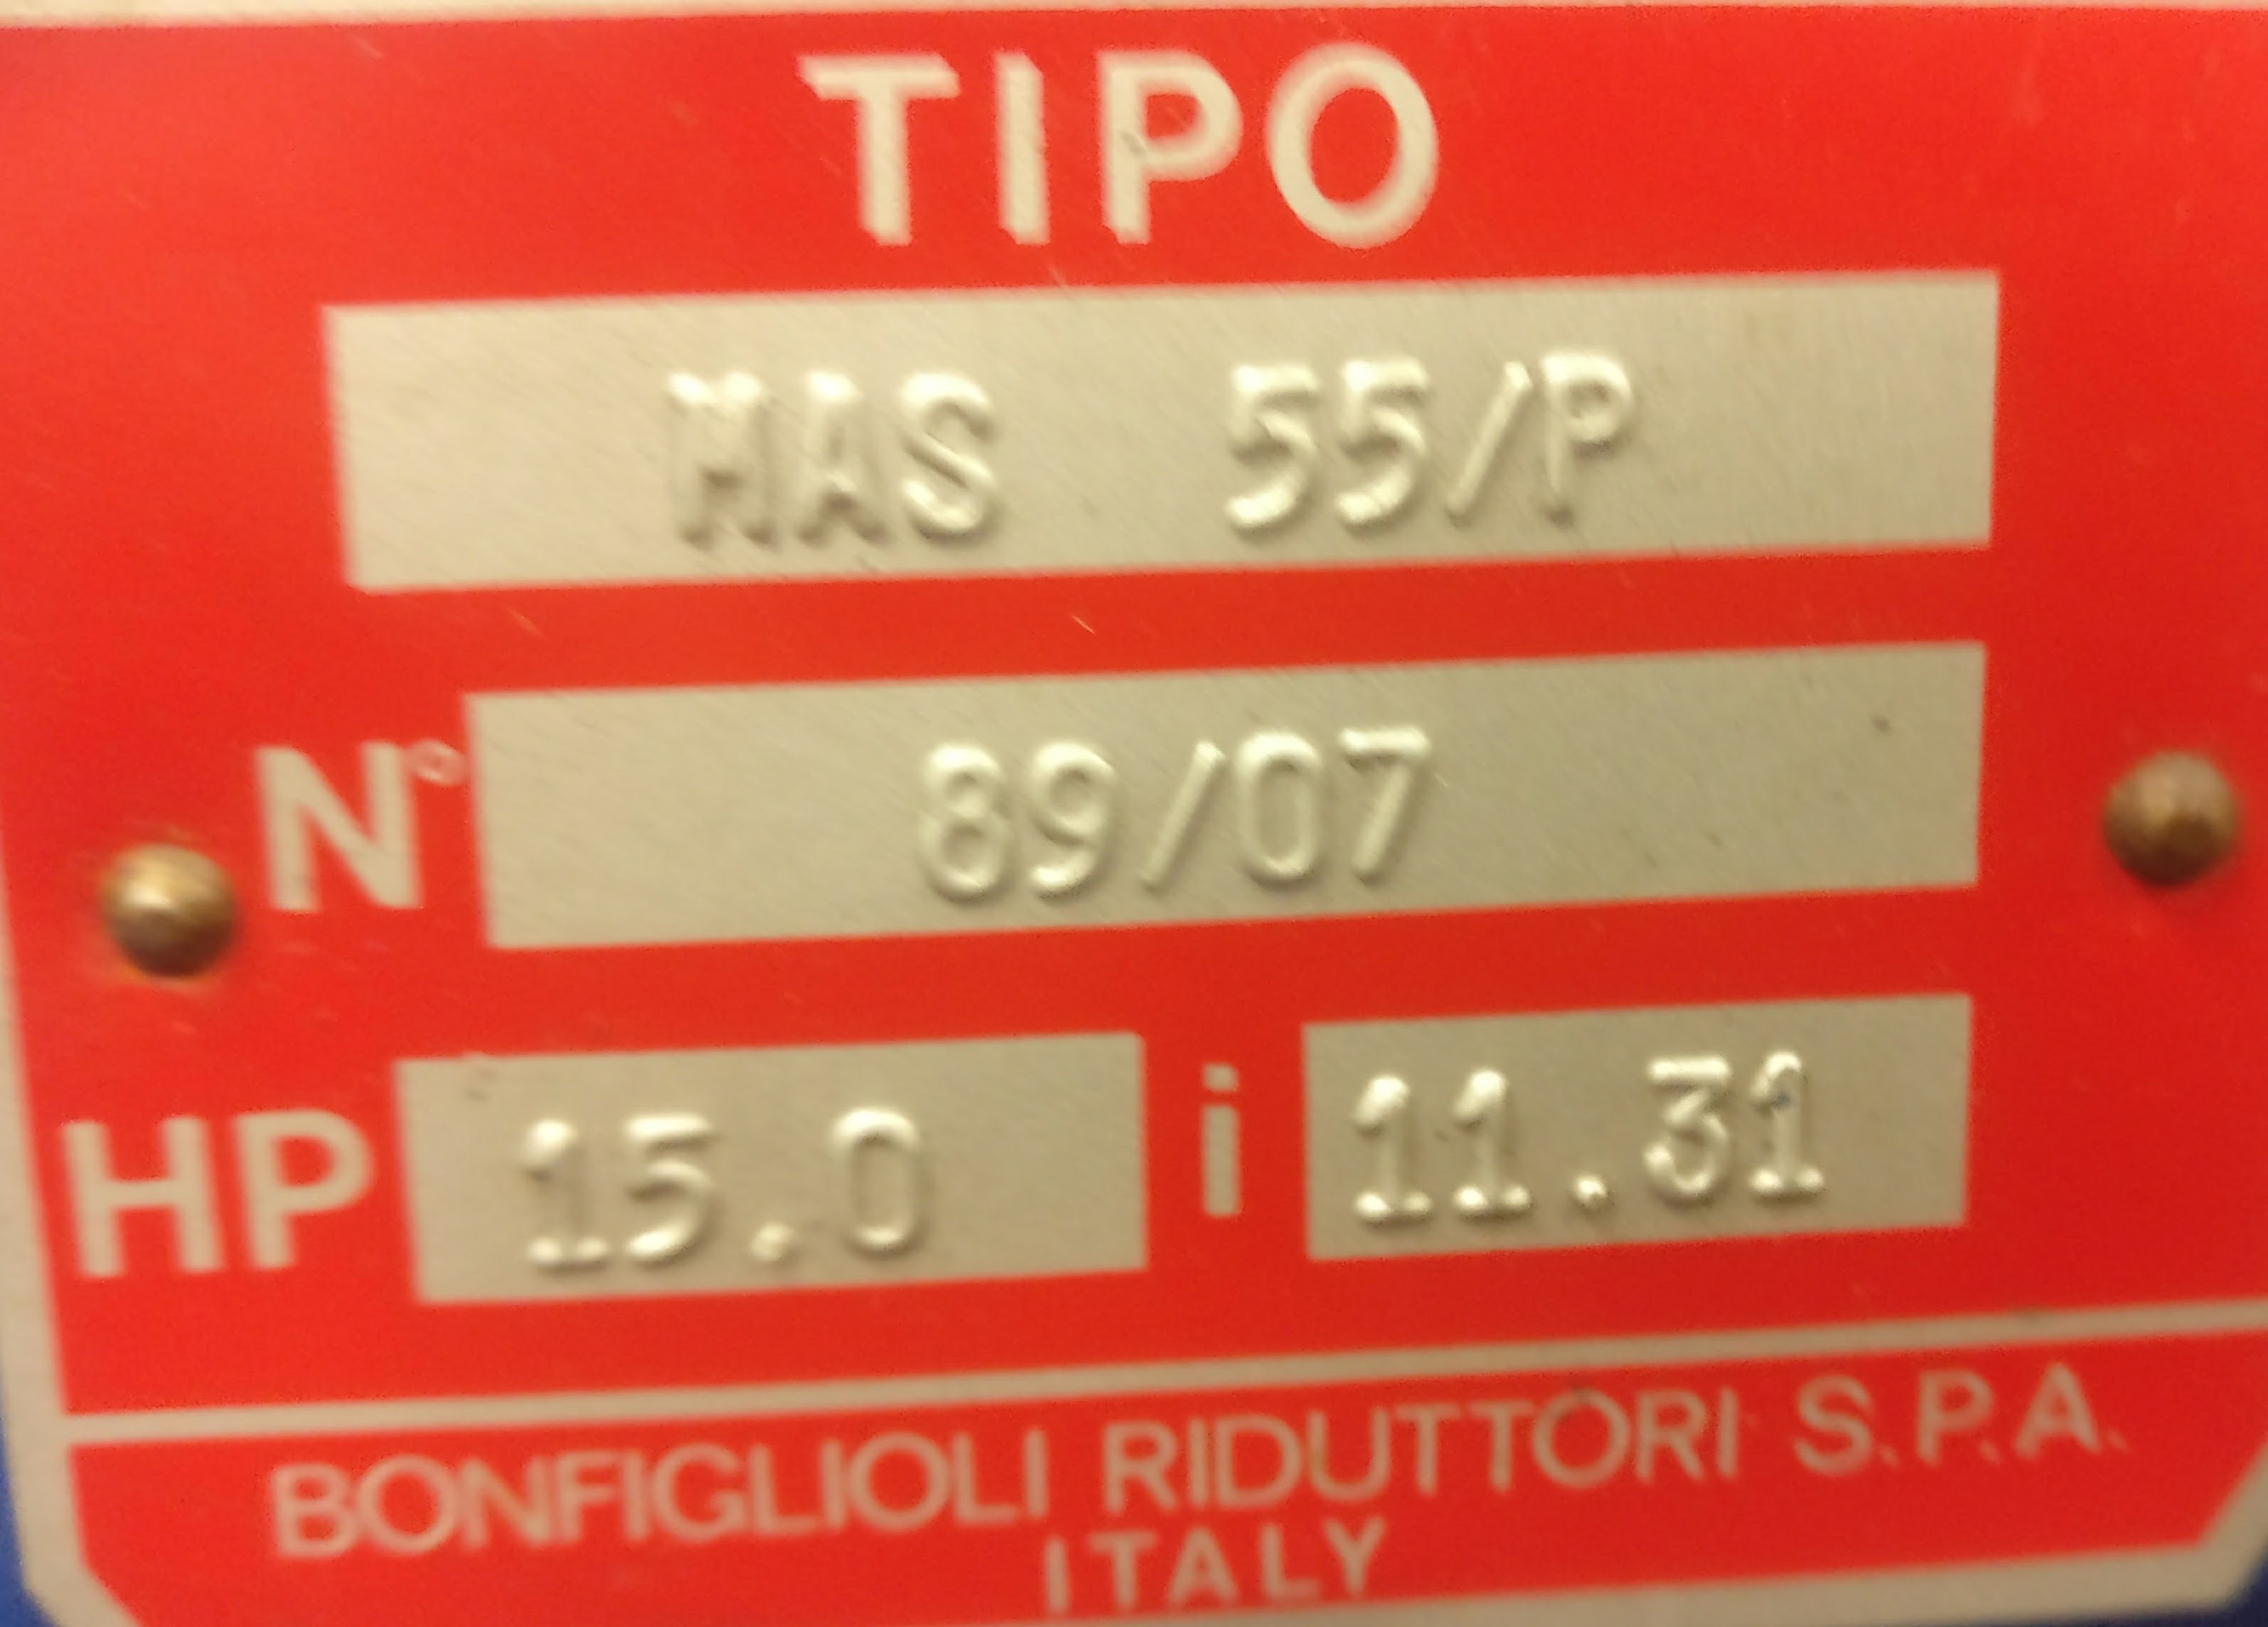 TIPO
MAS 55/P
N° 89/07
HP 15.0 i 11.31
BONFIGLIOLI RIDUTTORI S.P.A.
ITALY